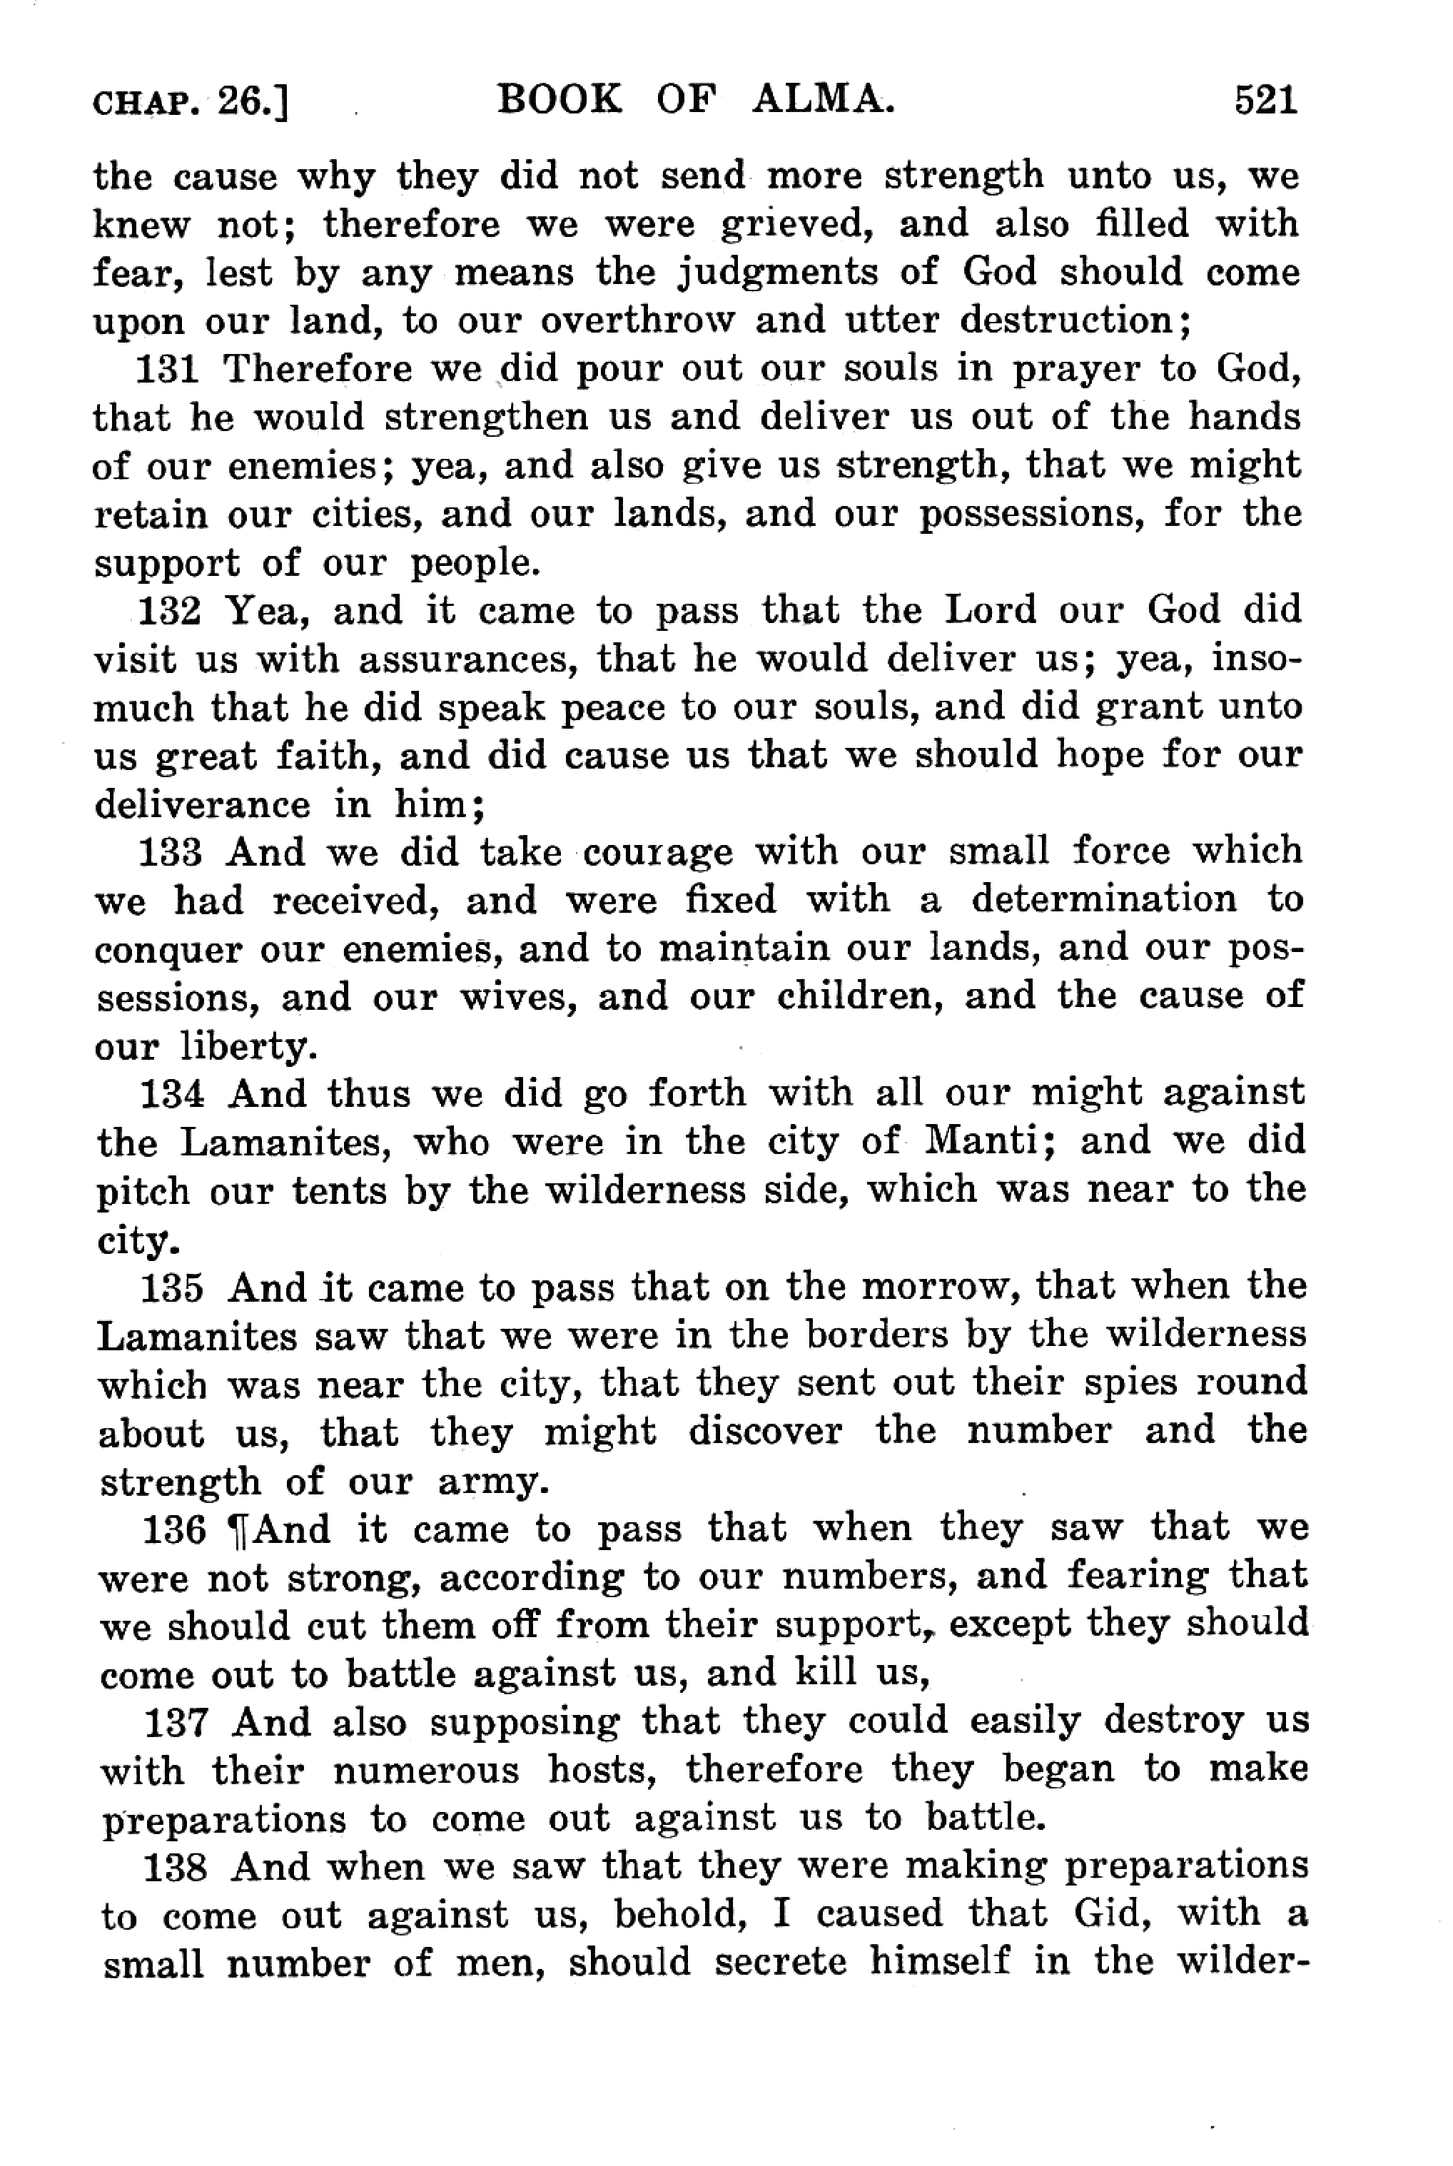 CHAP. 26.] BOOK OF ALMA. 521
the cause why they did not send more strength unto us, we
knew not; therefore we were grieved, and also filled with
fear, lest by any means the judgments of God should come
upon our land, to our overthrow and utter destruction;
131 Therefore we did pour out our souls in prayer to God,
that he would strengthen us and deliver us out of the hands
of our enemies; yea, and also give us strength, that we might
retain our cities, and our lands, and our possessions, for the
support of our people.
132 Yea, and it came to pass that the Lord our God did
visit us with assurances, that he would deliver us; yea, inso-
much that he did speak peace to our souls, and did grant unto
us great faith, and did cause us that we should hope for our
deliverance in him;
133 And we did take courage with our small force which
we had received, and were fixed with a determination to
conquer our enemies, and to maintain our lands, and our pos-
sessions, and our wives, and our children, and the cause of
our liberty.
134 And thus we did go forth with all our might against
the Lamanites, who were in the city of Manti; and we did
pitch our tents by the wilderness side, which was near to the
city.
135 And it came to pass that on the morrow, that when the
Lamanites saw that we were in the borders by the wilderness
which was near the city, that they sent out their spies round
about us, that they might discover the number and the
strength of our army.
136 ¶And it came to pass that when they saw that we
were not strong, according to our numbers, and fearing that
we should cut them off from their support, except they should
come out to battle against us, and kill us,
137 And also supposing that they could easily destroy us
with their numerous hosts, therefore they began to make
preparations to come out against us to battle.
138 And when we saw that they were making preparations
to come out against us, behold, I caused that Gid, with a
small number of men, should secrete himself in the wilder-